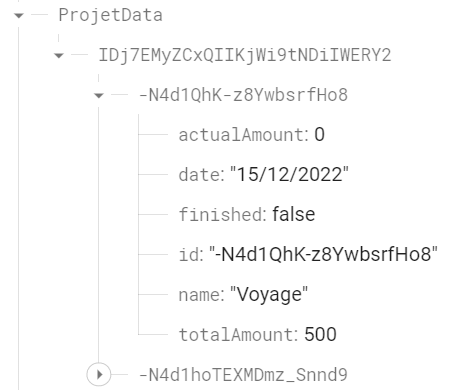 ProjetData
IDj7EMyZCxQIIKjWi9tNDiIWERY2
-N4d1QhK-z8YwbsrfHo8
actualAmount: 0
date: "15/12/2022"
finished: false
id: "-N4d1QhK-z8YwbsrfHo8"
name: "Voyage"
totalAmount: 500
-N4d1hoTEXMDmz_Snnd9